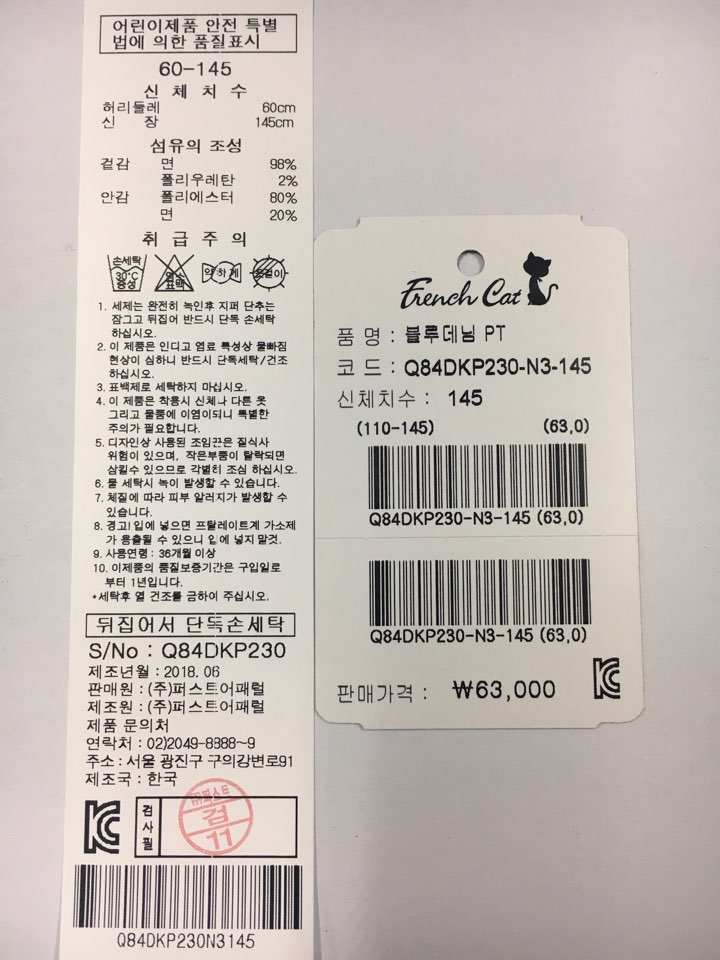 어린이제품 안전 특별
법에 의한 품질표시
60-145
신 체 치 수
허리둘레 60cm
신 장 145cm
섬유의 조성
겉감 면 98%
폴리우레탄 2%
안감 폴리에스터 80%
면 20%
취 급 주 의
손세탁
30°C
중성
염소
표백
약하게
1. 세제는 완전히 녹인후 지퍼 단추는
잠그고 뒤집어 반드시 단독 손세탁
하십시오.
2. 이 제품은 인디고 염료 특성상 물빠짐
현상이 심하니 반드시 단독세탁/건조
하십시오.
3. 표백제로 세탁하지 마십시오.
4. 이 제품은 착용시 신체나 다른 옷
그리고 물품에 이염이되니 특별한
주의가 필요합니다.
5. 디자인상 사용된 조임끈은 질식사
위험이 있으며, 작은부품이 탈락되면
삼킬수 있으므로 각별히 조심 하십시오.
6. 물 세탁시 녹이 발생할 수 있습니다.
7. 체질에 따라 피부 알러지가 발생할 수
있습니다.
8. 경고! 입에 넣으면 프탈레이트계 가소제
가 용출될 수 있으니 입에 넣지 말것.
9. 사용연령 : 36개월 이상
10. 이제품의 품질보증기간은 구입일로
부터 1년입니다.
*세탁후 열 건조를 금하여 주십시오.
뒤집어서 단독손세탁
S/No : Q84DKP230
제조년월 : 2018. 06
판매원 : (주)퍼스트어패럴
제조원 : (주)퍼스트어패럴
제품 문의처
연락처 : 02)2049-8888~9
주소 : 서울 광진구 구의강변로91
제조국 : 한국
검사필
㈜퍼스트
검
11
Q84DKP230N3145
French Cat
품 명 : 블루데님 PT
코 드 : Q84DKP230-N3-145
신체치수 : 145
(110-145) (63,0)
Q84DKP230-N3-145 (63,0)
Q84DKP230-N3-145 (63,0)
판매가격 : ₩63,000